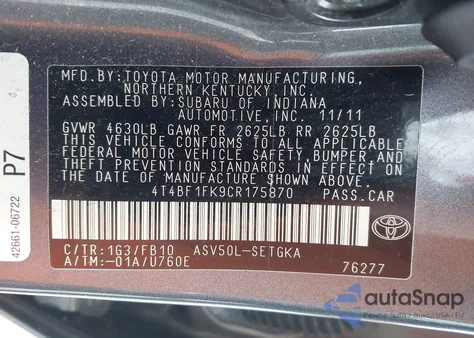 MFD. BY:TOYOTA MOTOR MANUFACTURING,
NORTHERN KENTUCKY, INC.
ASSEMBLED BY:SUBARU OF INDIANA
AUTOMOTIVE, INC. 11/11
GVWR 4630LB GAWR FR 2625LB RR 2625LB
THIS VEHICLE CONFORMS TO ALL APPLICABLE
FEDERAL MOTOR VEHICLE SAFETY, BUMPER, AND
THEFT PREVENTION STANDARDS IN EFFECT ON
THE DATE OF MANUFACTURE SHOWN ABOVE.
4T4BF1FK9CR175870 PASS.CAR
C/TR:1G3/FB10 ASV50L-SETGKA
A/TM:-01A/U760E 76277
TOYOTA
P7
42661-06722
autaSnap